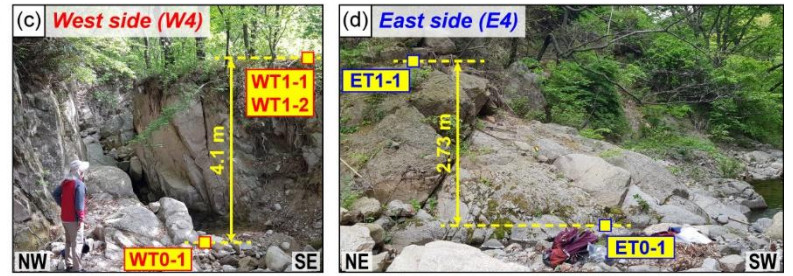 (c) West side (W4)
WT1-1
WT1-2
4.1 m
WT0-1
NW
SE
(d) East side (E4)
ET1-1
2.73 m
ET0-1
NE
SW